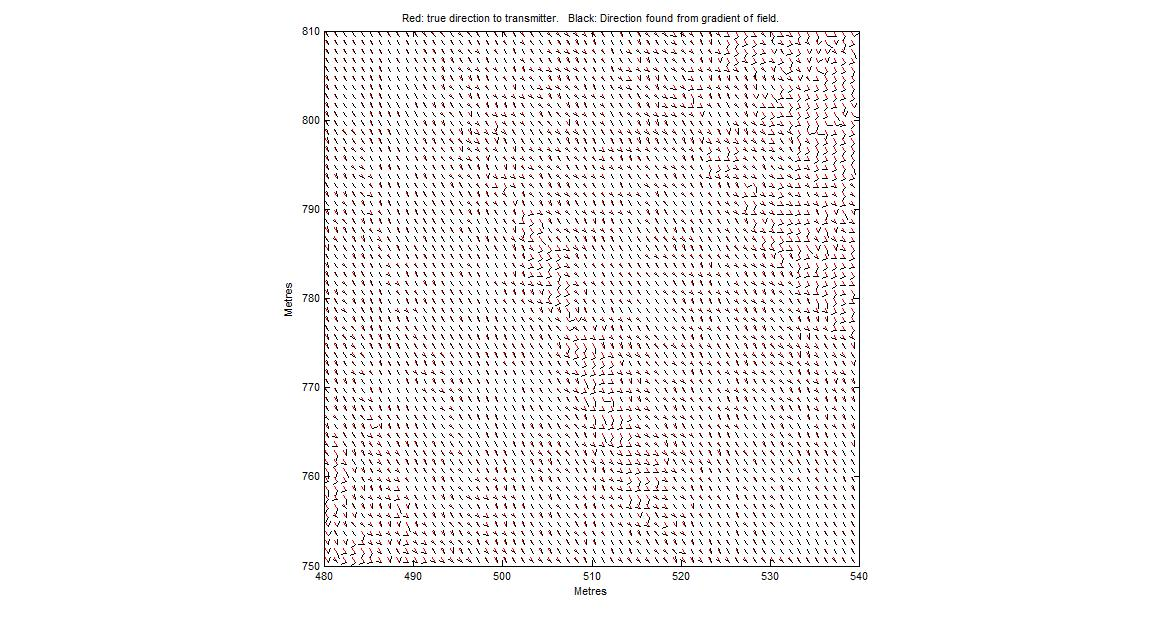 Red: true direction to transmitter. Black: Direction found from gradient of field.
810
800
790
780
770
760
750
Metres
480 490 500 510 520 530 540
Metres